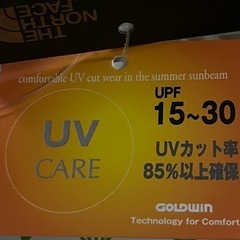 THE
NORTH
FACE
comfortable UV cut wear in the summer sunbeam
UV
CARE
UPF
15~30
UVカット率
85%以上確保
GOLDWIN
Technology for Comfort